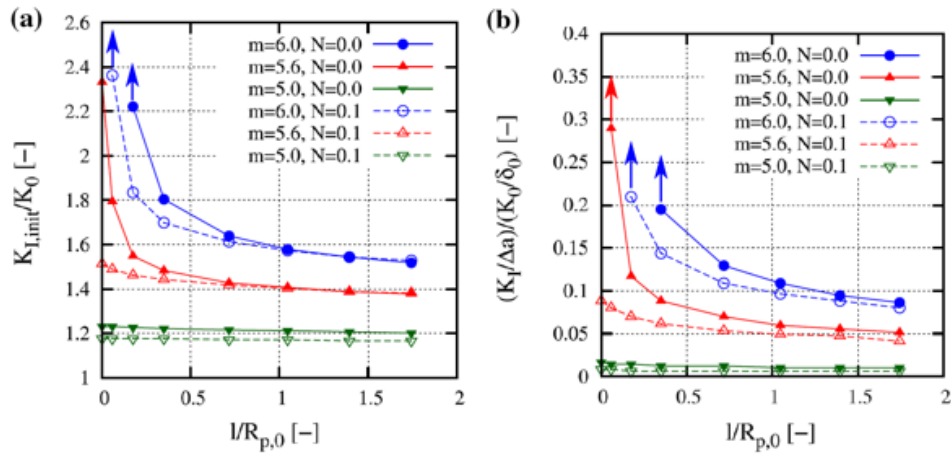 (a)
2.6
2.4
2.2
2
1.8
1.6
1.4
1.2
1
K_I,init/K_0 [−]
m=6.0, N=0.0
m=5.6, N=0.0
m=5.0, N=0.0
m=6.0, N=0.1
m=5.6, N=0.1
m=5.0, N=0.1
0 0.5 1 1.5 2
l/R_p,0 [−]
(b)
0.4
0.35
0.3
0.25
0.2
0.15
0.1
0.05
0
(K_I/Δa)/(K_0/δ_0) [−]
m=6.0, N=0.0
m=5.6, N=0.0
m=5.0, N=0.0
m=6.0, N=0.1
m=5.6, N=0.1
m=5.0, N=0.1
0 0.5 1 1.5 2
l/R_p,0 [−]